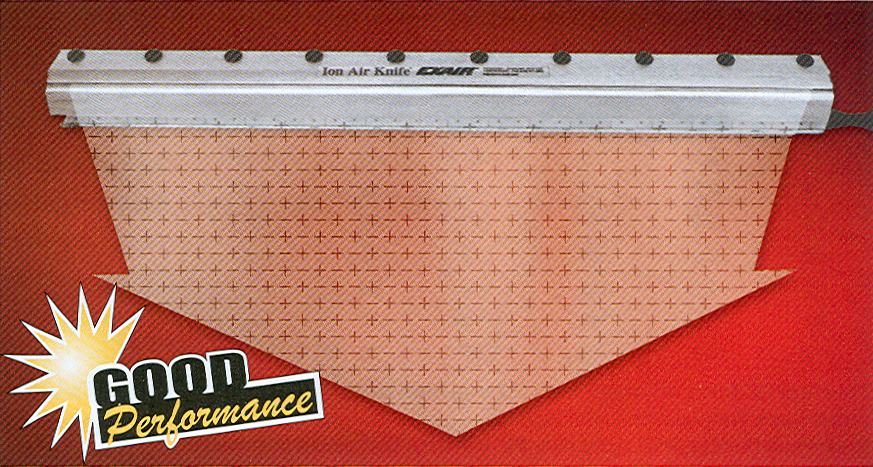 Ion Air Knife EXAIR
GOOD
Performance